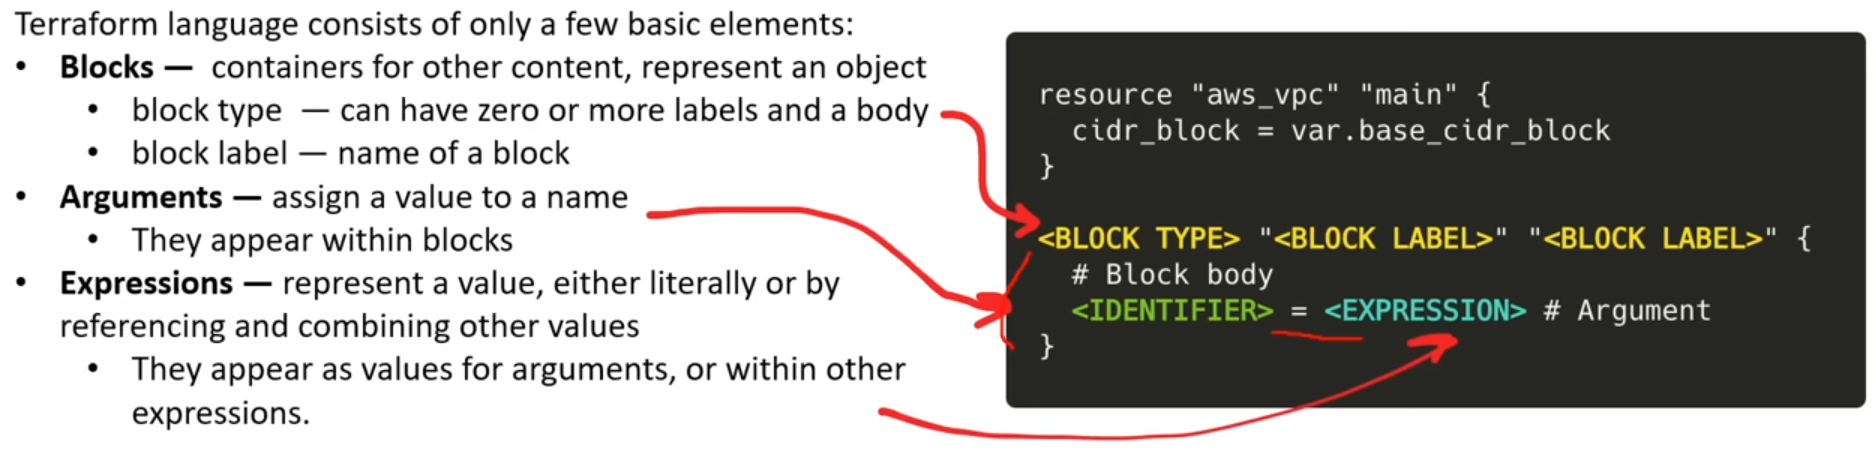 Terraform language consists of only a few basic elements:
• Blocks — containers for other content, represent an object
• block type — can have zero or more labels and a body
• block label — name of a block
• Arguments — assign a value to a name
• They appear within blocks
• Expressions — represent a value, either literally or by
referencing and combining other values
• They appear as values for arguments, or within other
expressions.
resource "aws_vpc" "main" {
  cidr_block = var.base_cidr_block
}
<BLOCK TYPE> "<BLOCK LABEL>" "<BLOCK LABEL>" {
  # Block body
  <IDENTIFIER> = <EXPRESSION> # Argument
}